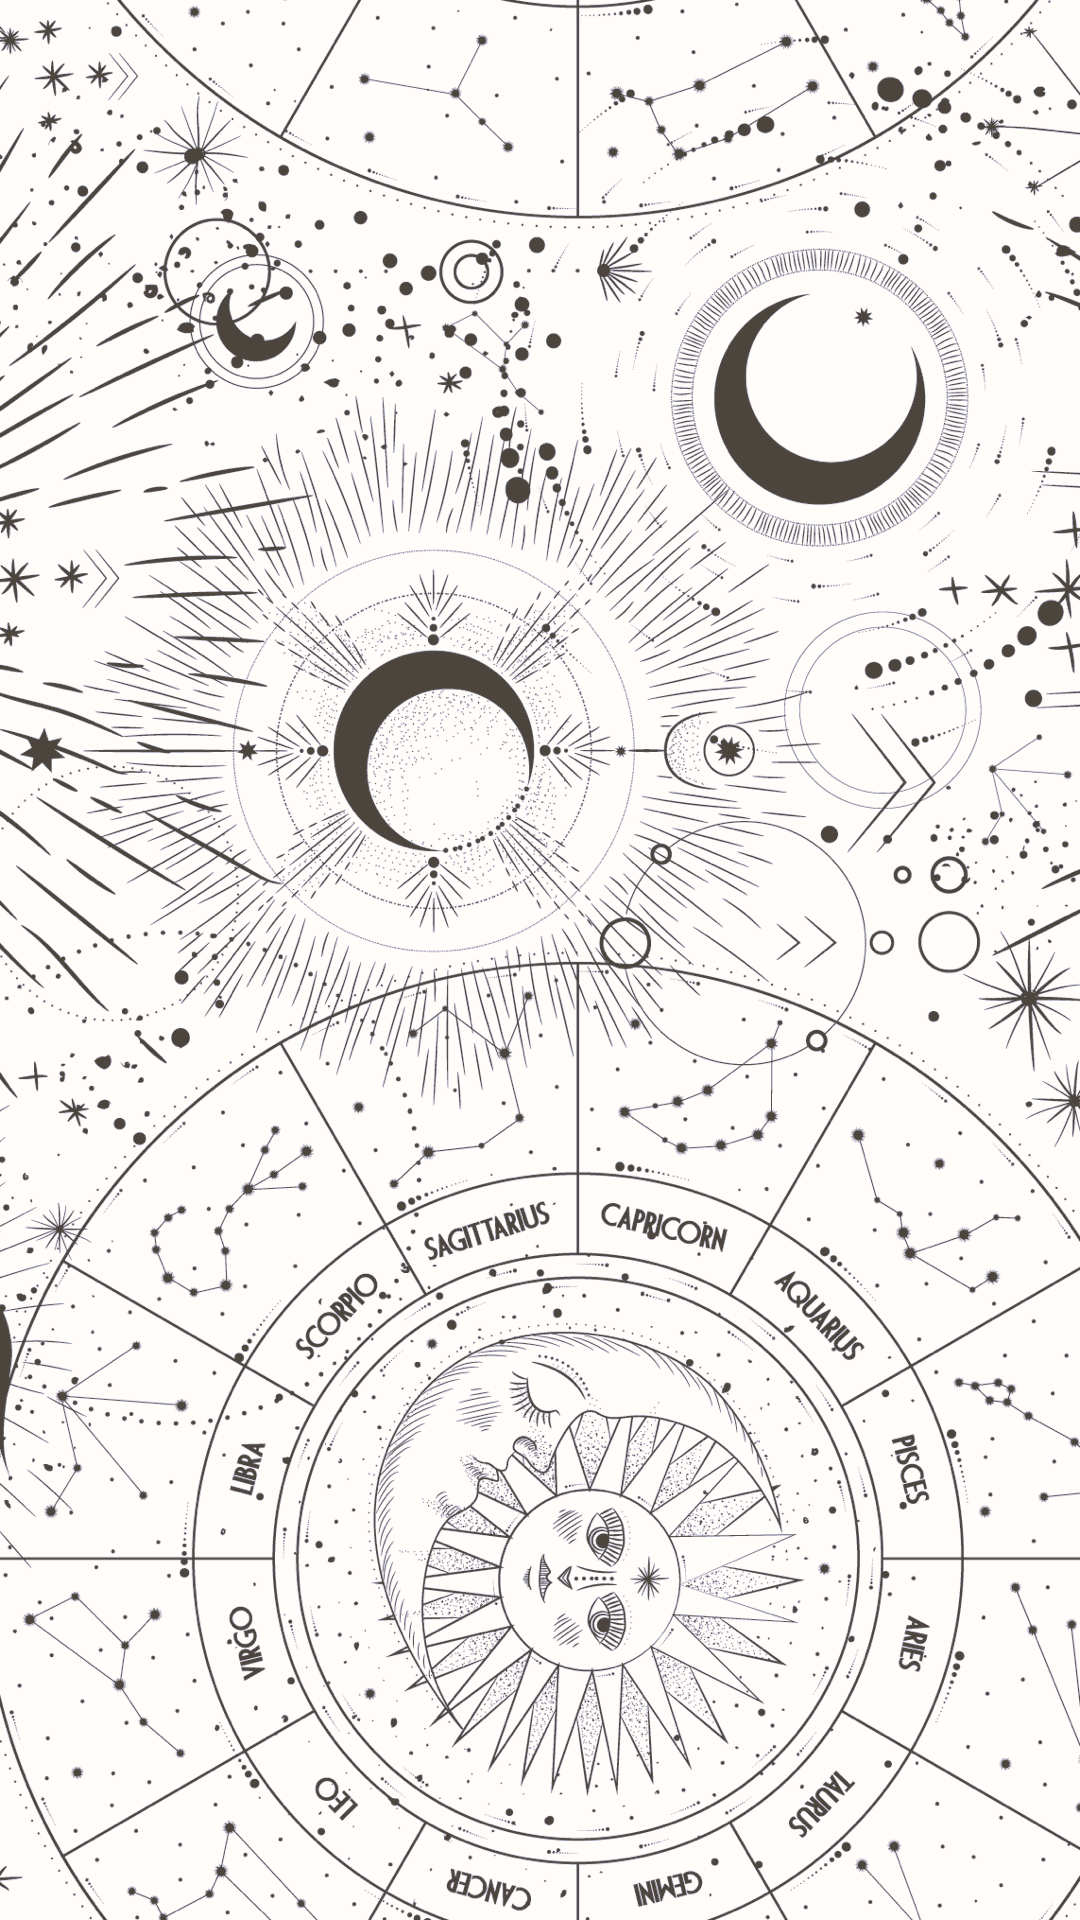 SAGITTARIUS
CAPRICORN
AQUARIUS
PISCES
ARIES
TAURUS
GEMINI
CANCER
LEO
VIRGO
LIBRA
SCORPIO